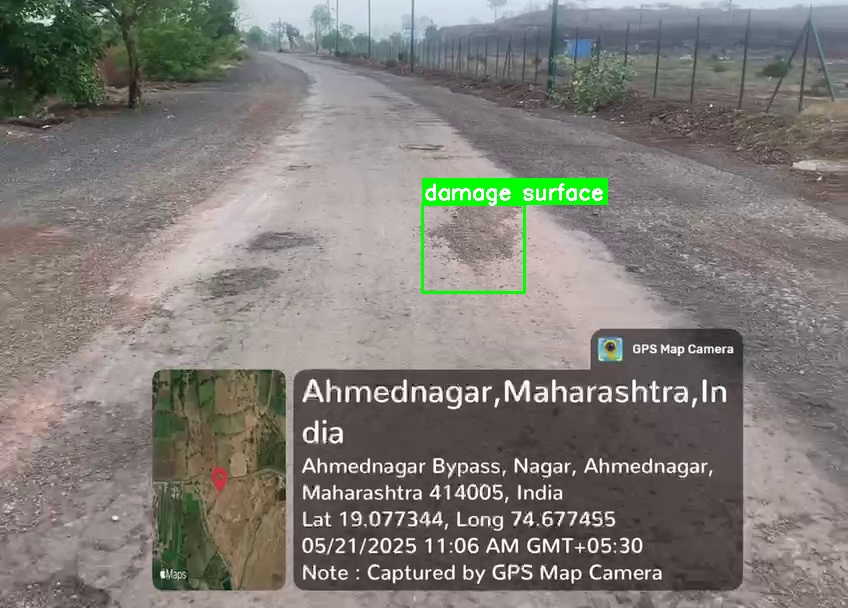 damage surface
GPS Map Camera
Ahmednagar,Maharashtra,In
dia
Ahmednagar Bypass, Nagar, Ahmednagar,
Maharashtra 414005, India
Lat 19.077344, Long 74.677455
05/21/2025 11:06 AM GMT+05:30
Note : Captured by GPS Map Camera
Maps